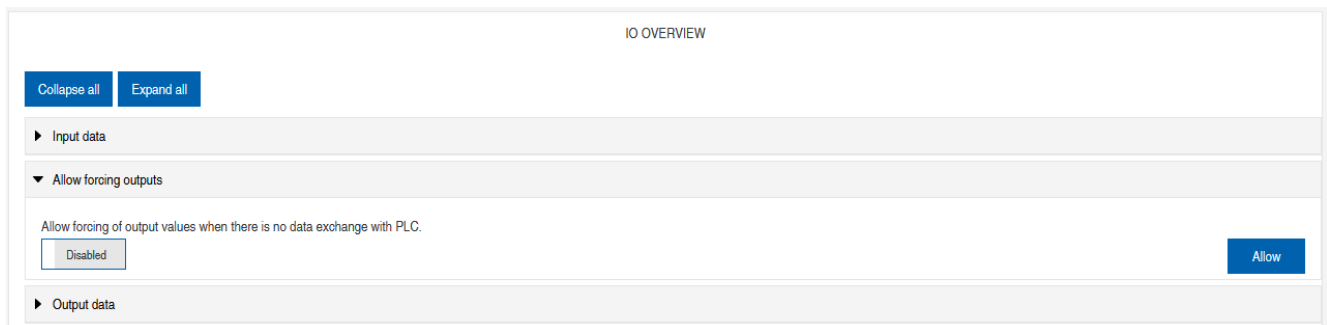 IO OVERVIEW
Collapse all Expand all
Input data
Allow forcing outputs
Allow forcing of output values when there is no data exchange with PLC.
Disabled Allow
Output data